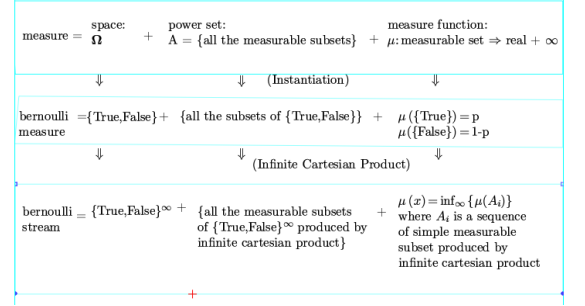 measure = space: Ω + power set: A = {all the measurable subsets} + measure function: μ: measurable set ⇒ real + ∞
⇓ ⇓ (Instantiation) ⇓
bernoulli measure = {True,False} + {all the subsets of {True,False}} + μ ({True}) = p
μ({False}) = 1-p
⇓ ⇓ (Infinite Cartesian Product) ⇓
bernoulli stream = {True,False}^∞ + {all the measurable subsets
of {True,False}^∞ produced by
infinite cartesian product}
+ μ (x) = inf_∞ {μ(A_i)}
where A_i is a sequence
of simple measurable
subset produced by
infinite cartesian product